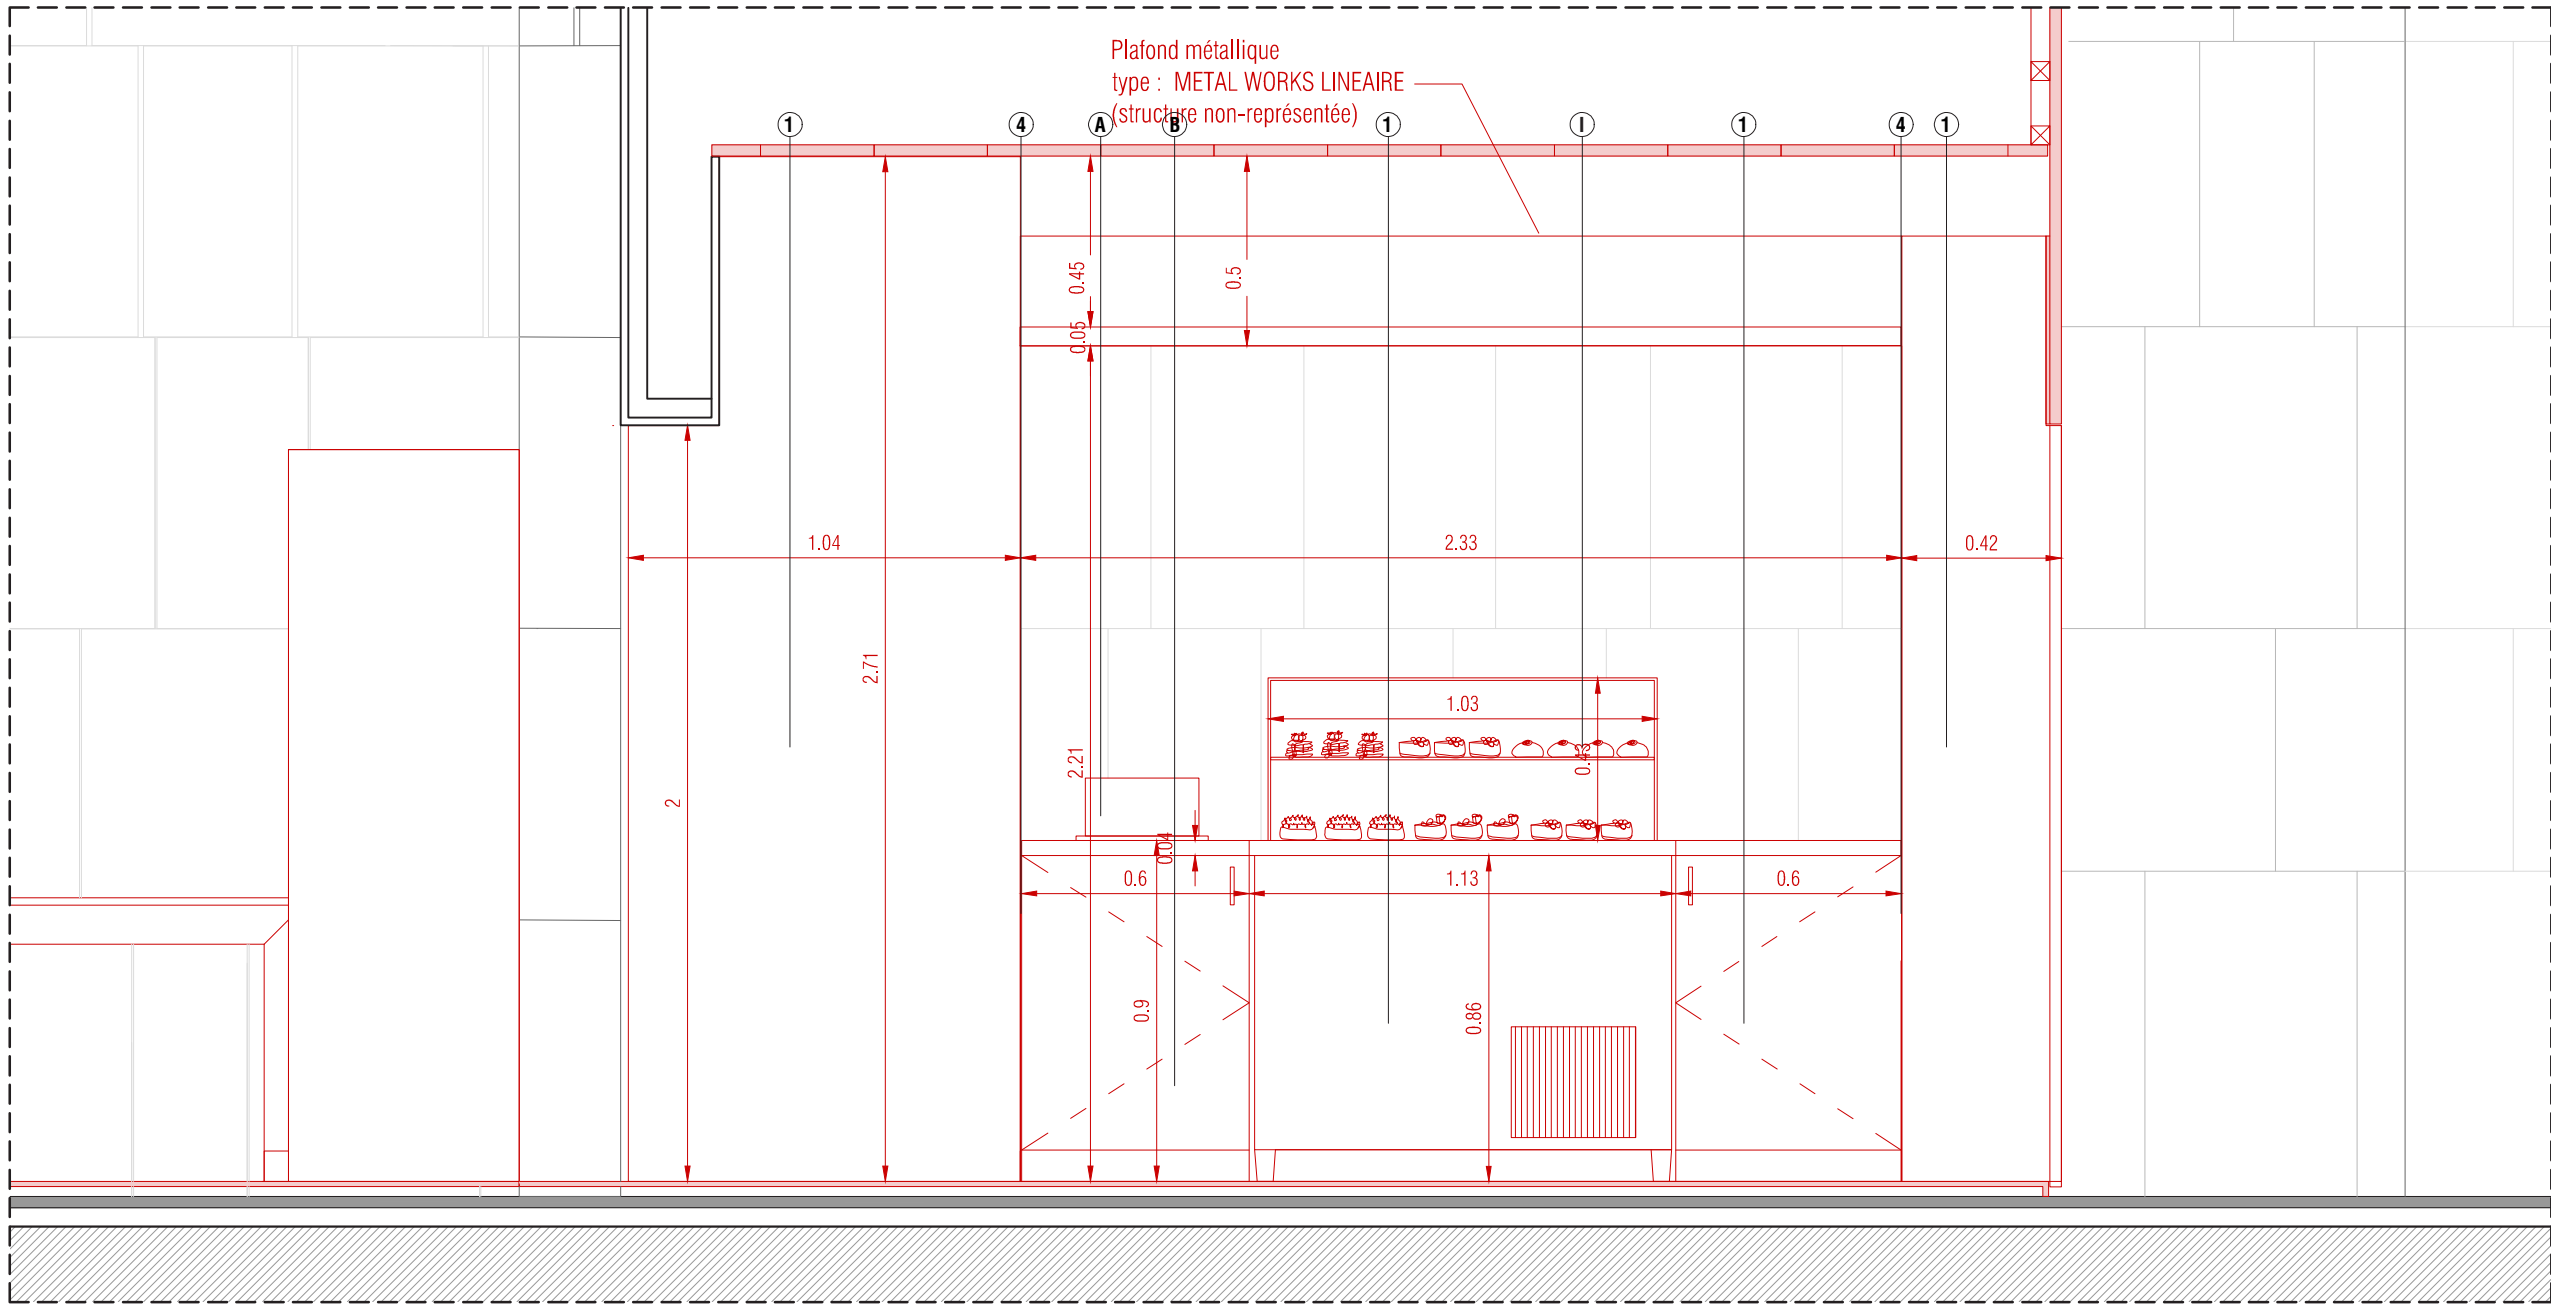 Plafond métallique
type : METAL WORKS LINEAIRE
(structure non-représentée)
1 4 A B 1 I 1 4 1
0.45 0.5
0.05
1.04 2.33 0.42
2.71
1.03
2.21 0.43
2
0.04
0.6 1.13 0.6
0.9 0.86